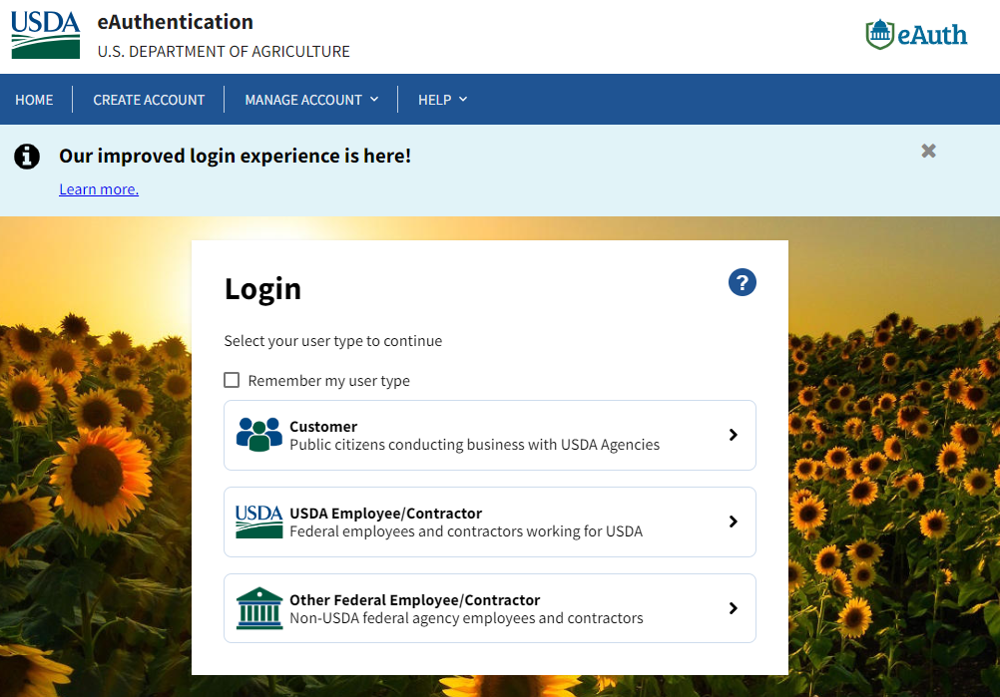 USDA
eAuthentication
U.S. DEPARTMENT OF AGRICULTURE
eAuth
HOME
CREATE ACCOUNT
MANAGE ACCOUNT
HELP
Our improved login experience is here!
Learn more.
Login
?
Select your user type to continue
Remember my user type
Customer
Public citizens conducting business with USDA Agencies
USDA
USDA Employee/Contractor
Federal employees and contractors working for USDA
Other Federal Employee/Contractor
Non-USDA federal agency employees and contractors